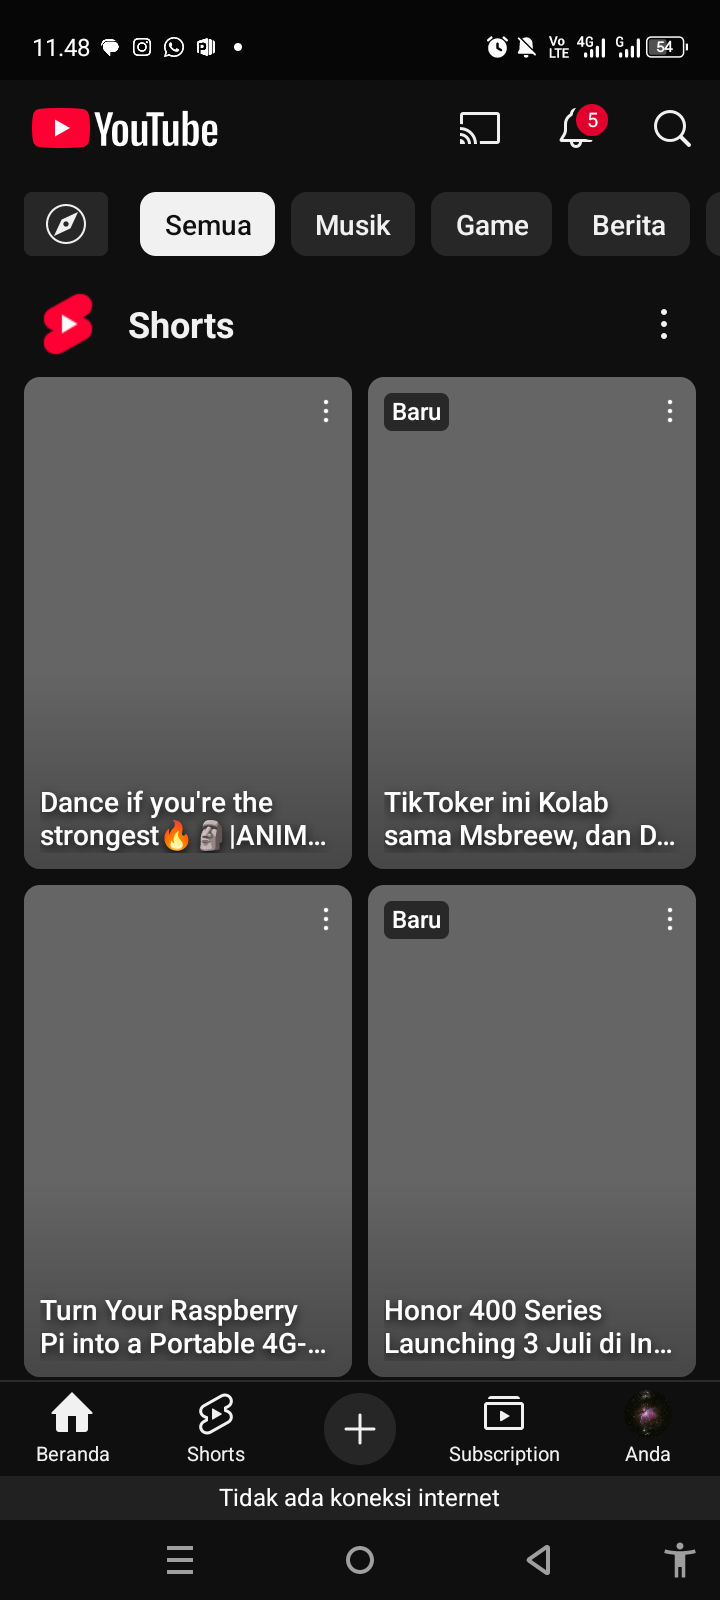 11.48
Vo LTE 4G G 54
YouTube
5
Semua Musik Game Berita
Shorts
Dance if you're the
strongest🔥🗿|ANIM...
Baru
TikToker ini Kolab
sama Msbreew, dan D...
Turn Your Raspberry
Pi into a Portable 4G-...
Baru
Honor 400 Series
Launching 3 Juli di In...
Beranda Shorts Subscription Anda
Tidak ada koneksi internet